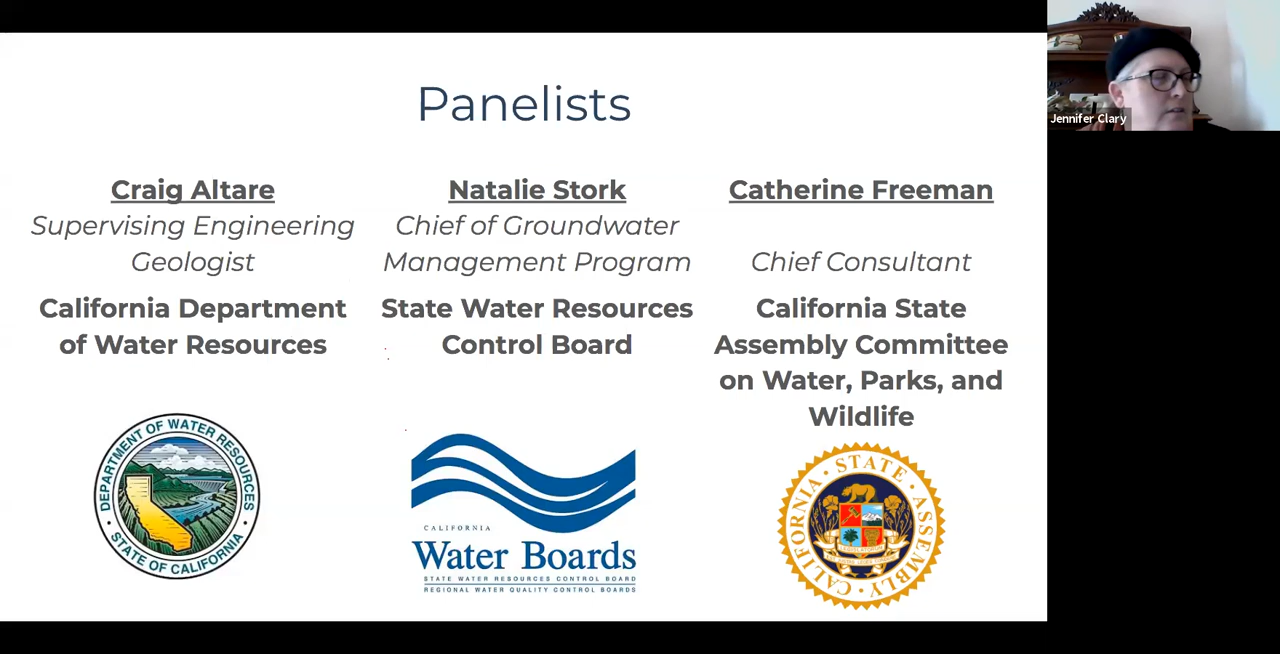 Panelists
Craig Altare
Supervising Engineering
Geologist
California Department
of Water Resources
Natalie Stork
Chief of Groundwater
Management Program
State Water Resources
Control Board
Catherine Freeman
Chief Consultant
California State
Assembly Committee
on Water, Parks, and
Wildlife
DEPARTMENT OF WATER RESOURCES
STATE OF CALIFORNIA
CALIFORNIA
Water Boards
STATE WATER RESOURCES CONTROL BOARD
REGIONAL WATER QUALITY CONTROL BOARDS
CALIFORNIA STATE ASSEMBLY
Jennifer Clary